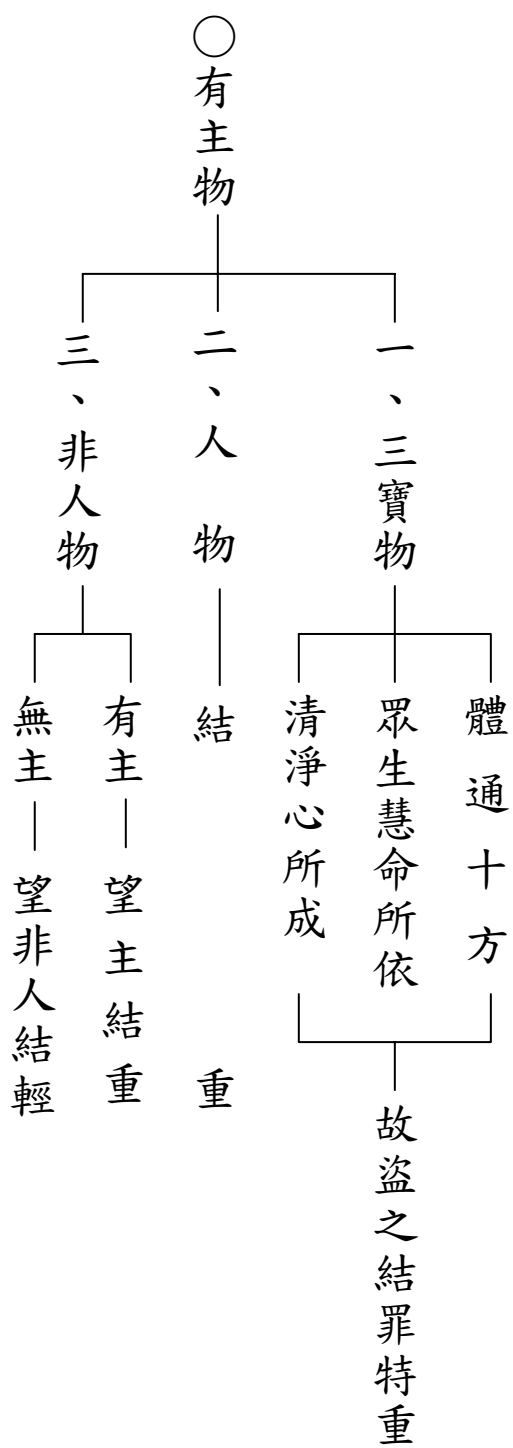 ○有主物
一、三寶物
體通十方
眾生慧命所依
清淨心所成
故盜之結罪特重
二、人物
結重
三、非人物
有主
望主結重
無主
望非人結輕